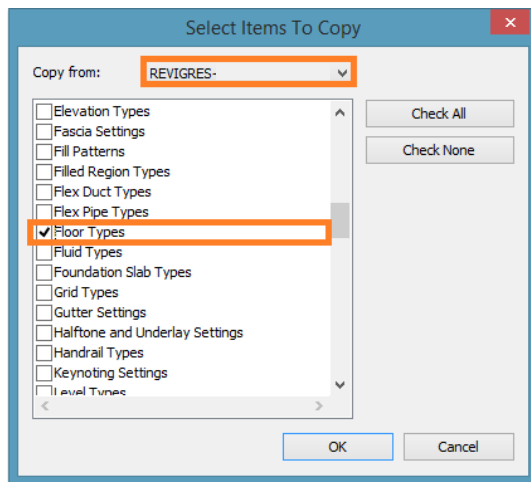 Select Items To Copy
Copy from: REVIGRES-
Elevation Types
Fascia Settings
Fill Patterns
Filled Region Types
Flex Duct Types
Flex Pipe Types
Floor Types
Fluid Types
Foundation Slab Types
Grid Types
Gutter Settings
Halftone and Underlay Settings
Handrail Types
Keynoting Settings
Level Types
Check All
Check None
OK Cancel